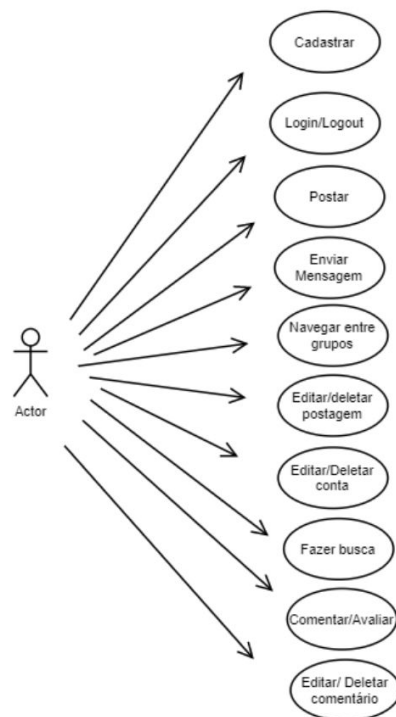 Cadastrar
Login/Logout
Postar
Enviar
Mensagem
Navegar entre
grupos
Actor
Editar/deletar
postagem
Editar/Deletar
conta
Fazer busca
Comentar/Avaliar
Editar/ Deletar
comentário